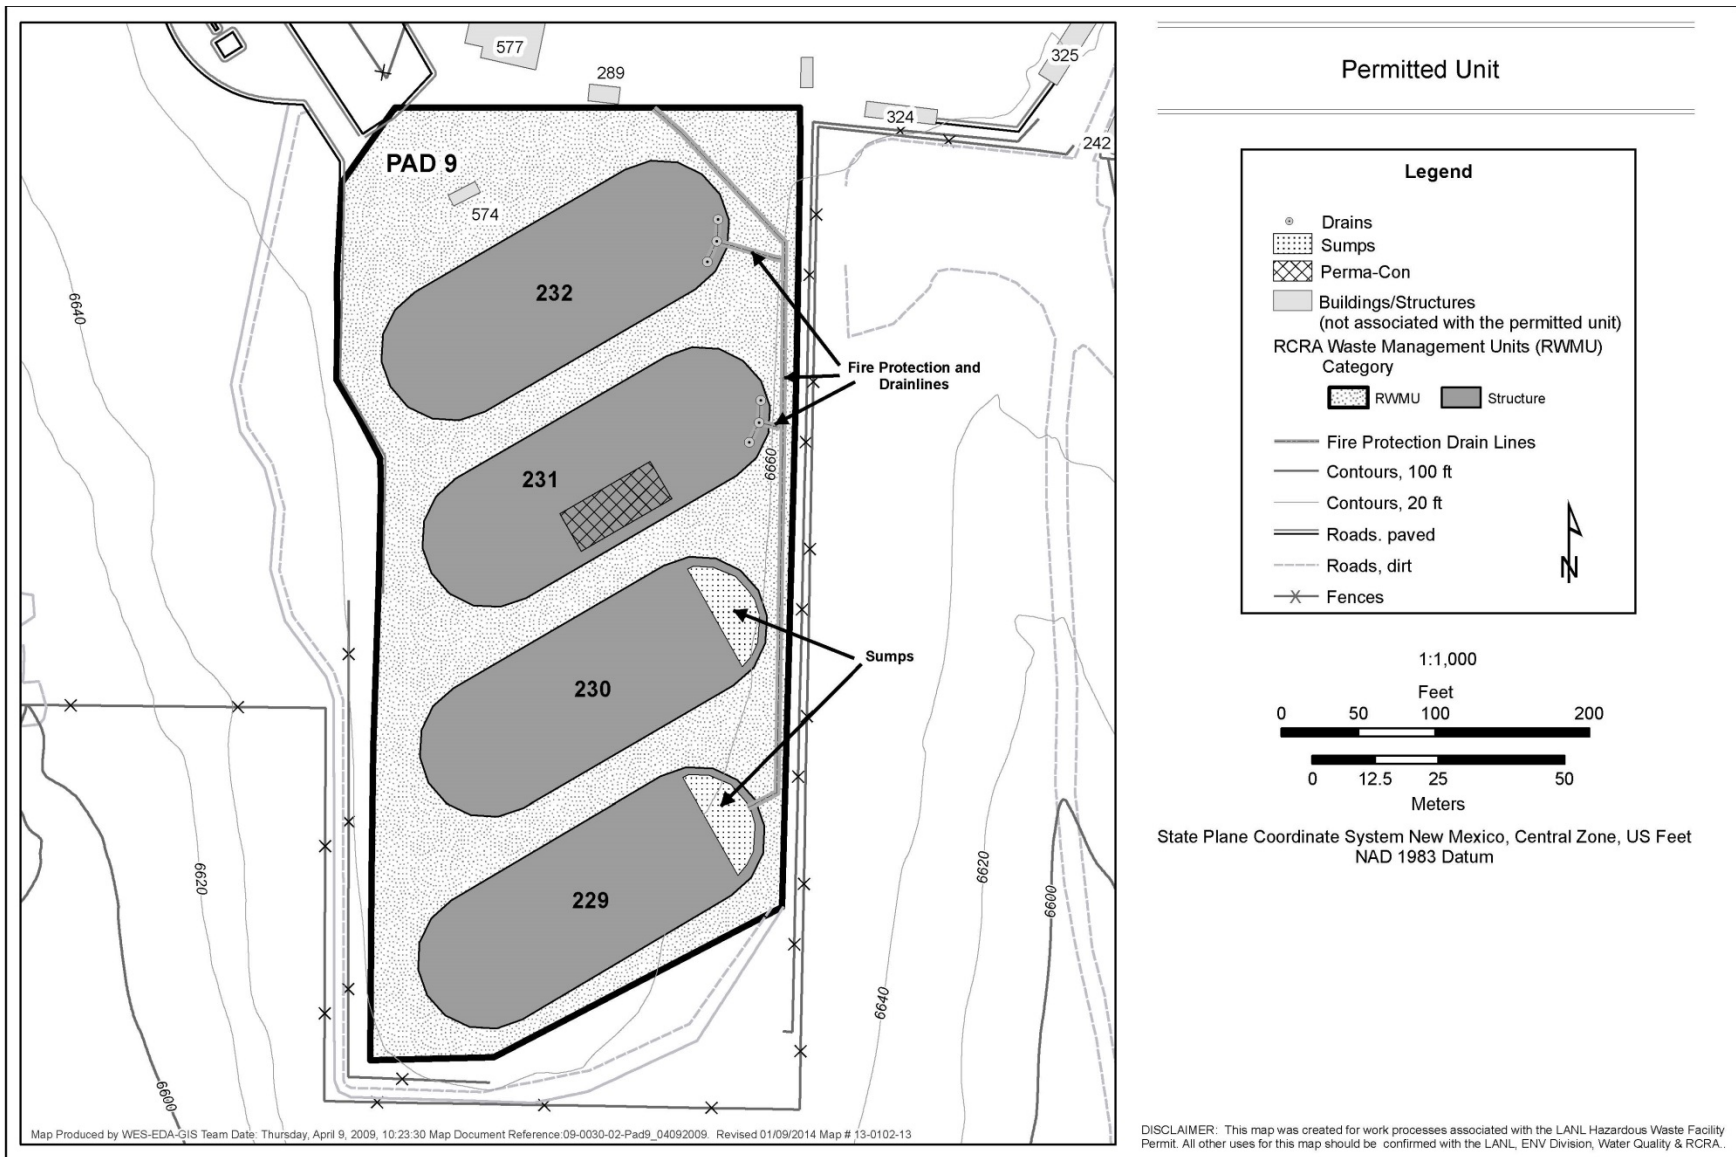 577
289
325
324
242
PAD 9
574
232
6640
Fire Protection and
Drainlines
231
6660
230
Sumps
229
6620
6600
6640
6620
6600
Map Produced by WES-EDA-GIS Team Date: Thursday, April 9, 2009, 10:23:30 Map Document Reference:09-0030-02-Pad9_04092009. Revised 01/09/2014 Map # 13-0102-13
Permitted Unit
Legend
Drains
Sumps
Perma-Con
Buildings/Structures
(not associated with the permitted unit)
RCRA Waste Management Units (RWMU)
Category
RWMU Structure
Fire Protection Drain Lines
Contours, 100 ft
Contours, 20 ft
Roads. paved
Roads, dirt
Fences
N
1:1,000
Feet
0 50 100 200
0 12.5 25 50
Meters
State Plane Coordinate System New Mexico, Central Zone, US Feet
NAD 1983 Datum
DISCLAIMER: This map was created for work processes associated with the LANL Hazardous Waste Facility
Permit. All other uses for this map should be confirmed with the LANL, ENV Division, Water Quality & RCRA..